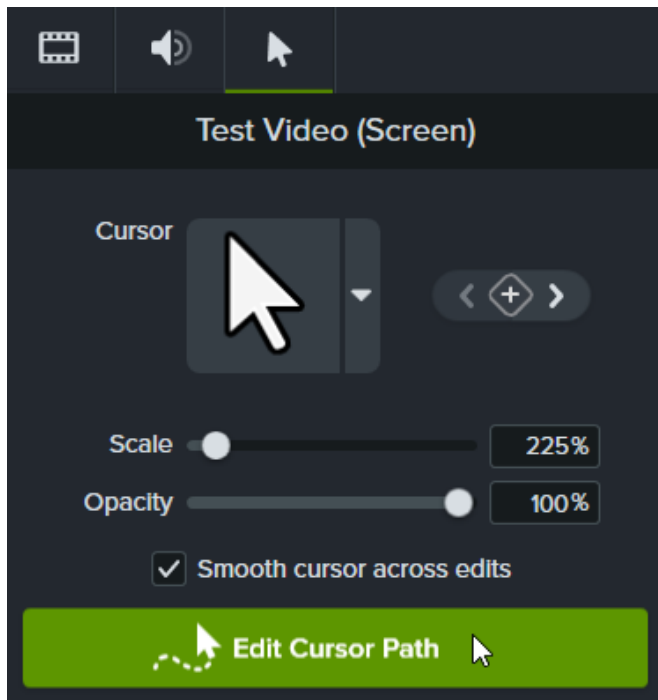 Test Video (Screen)
Cursor
Scale 225%
Opacity 100%
Smooth cursor across edits
Edit Cursor Path